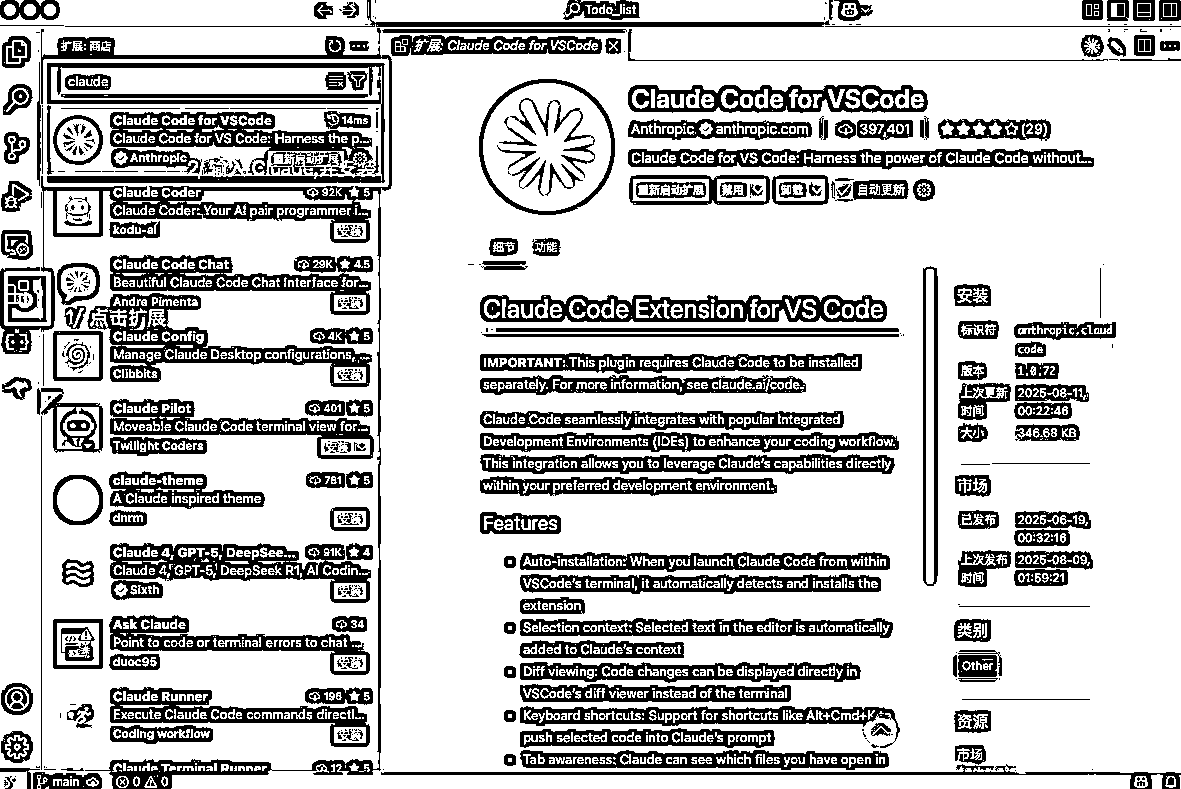 Todo_list
扩展: 商店
claude
Claude Code for VSCode 14ms
Claude Code for VS Code: Harness the p...
Anthropic 重新启动扩展
2/ 输入 Claude,并安装
Claude Coder 92K 5
Claude Coder: Your AI pair programmer i...
kodu-ai 安装
Claude Code Chat 29K 4.5
Beautiful Claude Code Chat Interface for...
Andre Pimenta 安装
1/ 点击扩展
Claude Config 4K 5
Manage Claude Desktop configurations, ...
Clibbits 安装
Claude Pilot 401 5
Moveable Claude Code terminal view for...
Twilight Coders 安装
claude-theme 781 5
A Claude inspired theme
dnrm 安装
Claude 4, GPT-5, DeepSee... 91K 4
Claude 4, GPT-5, DeepSeek R1, AI Codin...
Sixth 安装
Ask Claude 34
Point to code or terminal errors to chat ...
duoc95 安装
Claude Runner 196 5
Execute Claude Code commands directl...
Coding workflow 安装
Claude Terminal Runner 12 5
扩展: Claude Code for VSCode
Claude Code for VSCode
Anthropic anthropic.com 397,401 (29)
Claude Code for VS Code: Harness the power of Claude Code without...
重新启动扩展 禁用 卸载 自动更新
细节 功能
Claude Code Extension for VS Code
IMPORTANT: This plugin requires Claude Code to be installed
separately. For more information, see claude.ai/code.
Claude Code seamlessly integrates with popular Integrated
Development Environments (IDEs) to enhance your coding workflow.
This integration allows you to leverage Claude's capabilities directly
within your preferred development environment.
Features
Auto-installation: When you launch Claude Code from within
VSCode's terminal, it automatically detects and installs the
extension
Selection context: Selected text in the editor is automatically
added to Claude's context
Diff viewing: Code changes can be displayed directly in
VSCode's diff viewer instead of the terminal
Keyboard shortcuts: Support for shortcuts like Alt+Cmd+K
push selected code into Claude's prompt
Tab awareness: Claude can see which files you have open in
安装
标识符 anthropic.claud
code
版本 1.0.72
上次更新 2025-08-11,
时间 00:22:46
大小 346.68 KB
市场
已发布 2025-06-19,
00:32:16
上次发布 2025-08-09,
时间 01:59:21
类别
Other
资源
市场
main 0 0